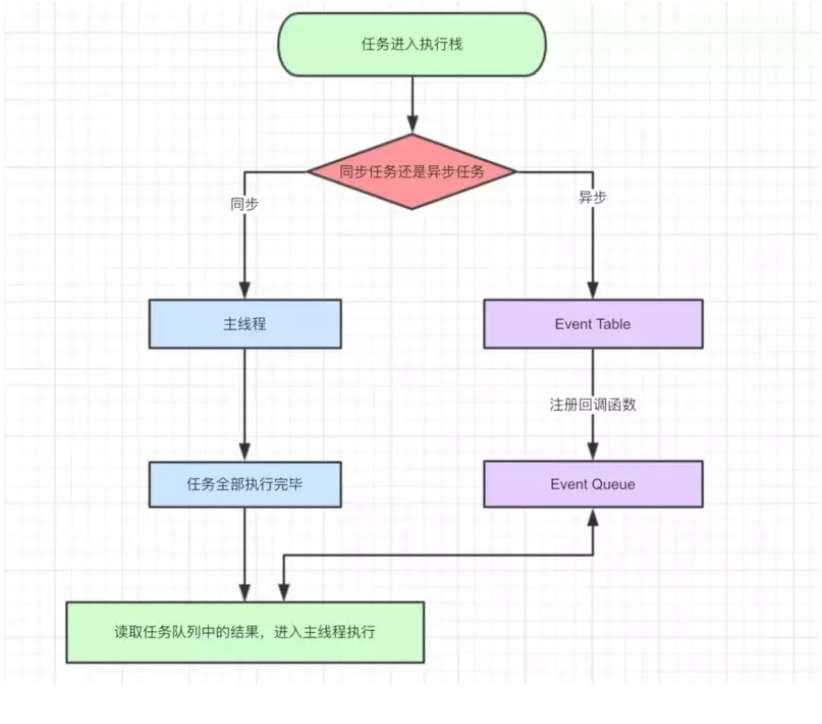 任务进入执行栈
同步任务还是异步任务
同步
异步
主线程
Event Table
注册回调函数
任务全部执行完毕
Event Queue
读取任务队列中的结果，进入主线程执行